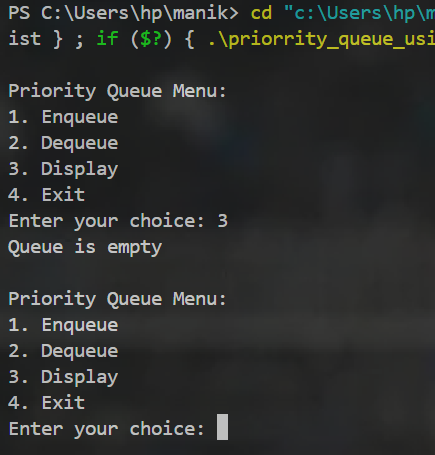 PS C:\Users\hp\manik> cd "c:\Users\hp\m
ist } ; if ($?) { .\priorrity_queue_usi
Priority Queue Menu:
1. Enqueue
2. Dequeue
3. Display
4. Exit
Enter your choice: 3
Queue is empty
Priority Queue Menu:
1. Enqueue
2. Dequeue
3. Display
4. Exit
Enter your choice: